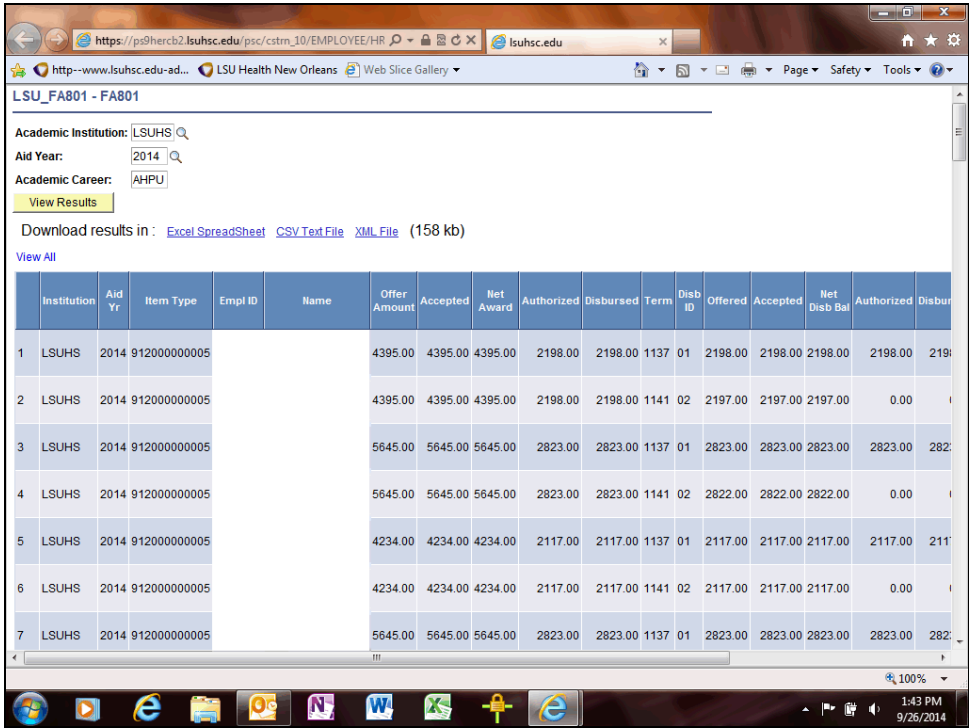 https://ps9hercb2.lsuhsc.edu/psc/cstrn_10/EMPLOYEE/HR
lsuhsc.edu
http--www.lsuhsc.edu-ad... LSU Health New Orleans Web Slice Gallery Page Safety Tools
LSU_FA801 - FA801
Academic Institution: LSUHS
Aid Year: 2014
Academic Career: AHPU
View Results
Download results in : Excel SpreadSheet CSV Text File XML File (158 kb)
View All
Institution Aid Yr Item Type Empl ID Name Offer Amount Accepted Net Award Authorized Disbursed Term Disb ID Offered Accepted Net Disb Bal Authorized Disbur
1 LSUHS 2014 912000000005 4395.00 4395.00 4395.00 2198.00 2198.00 1137 01 2198.00 2198.00 2198.00 2198.00 219
2 LSUHS 2014 912000000005 4395.00 4395.00 4395.00 2198.00 2198.00 1141 02 2197.00 2197.00 2197.00 0.00
3 LSUHS 2014 912000000005 5645.00 5645.00 5645.00 2823.00 2823.00 1137 01 2823.00 2823.00 2823.00 2823.00 282
4 LSUHS 2014 912000000005 5645.00 5645.00 5645.00 2823.00 2823.00 1141 02 2822.00 2822.00 2822.00 0.00
5 LSUHS 2014 912000000005 4234.00 4234.00 4234.00 2117.00 2117.00 1137 01 2117.00 2117.00 2117.00 2117.00 211
6 LSUHS 2014 912000000005 4234.00 4234.00 4234.00 2117.00 2117.00 1141 02 2117.00 2117.00 2117.00 0.00
7 LSUHS 2014 912000000005 5645.00 5645.00 5645.00 2823.00 2823.00 1137 01 2823.00 2823.00 2823.00 2823.00 282
100%
1:43 PM
9/26/2014